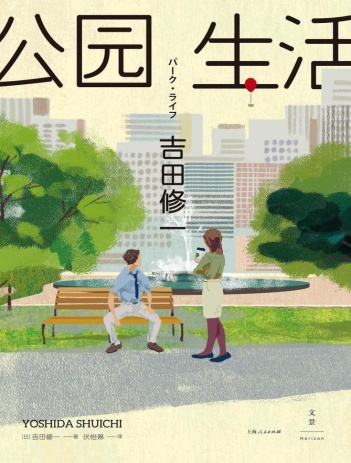 公园 生活
パーク・ライフ
吉田修一
YOSHIDA SHUICHI
[日] 吉田修一 — 著 伏怡琳 — 译
上海人民出版社
文景
Horizon